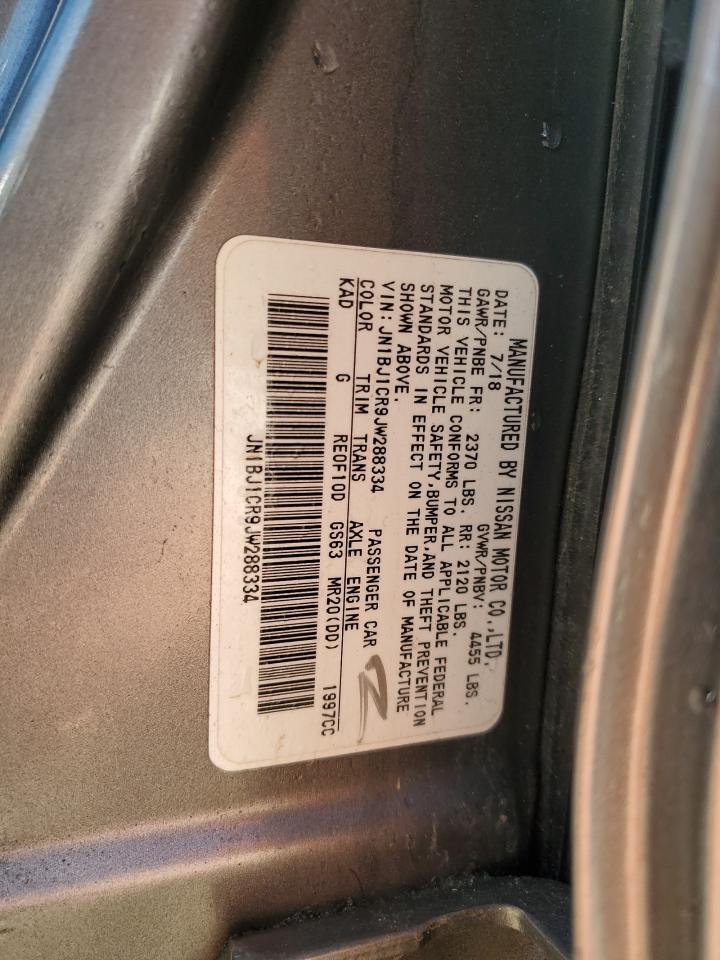 MANUFACTURED BY NISSAN MOTOR CO.,LTD.
DATE: 7/18 GVWR/PNBV: 4455 LBS.
GAWR/PNBE FR: 2370 LBS. RR: 2120 LBS.
THIS VEHICLE CONFORMS TO ALL APPLICABLE FEDERAL
MOTOR VEHICLE SAFETY,BUMPER,AND THEFT PREVENTION
STANDARDS IN EFFECT ON THE DATE OF MANUFACTURE
SHOWN ABOVE.
VIN:JN1BJ1CR9JW288334 PASSENGER CAR
COLOR TRIM TRANS AXLE ENGINE
KAD G RE0F10D GS63 MR20(DD) 1997CC
JN1BJ1CR9JW288334